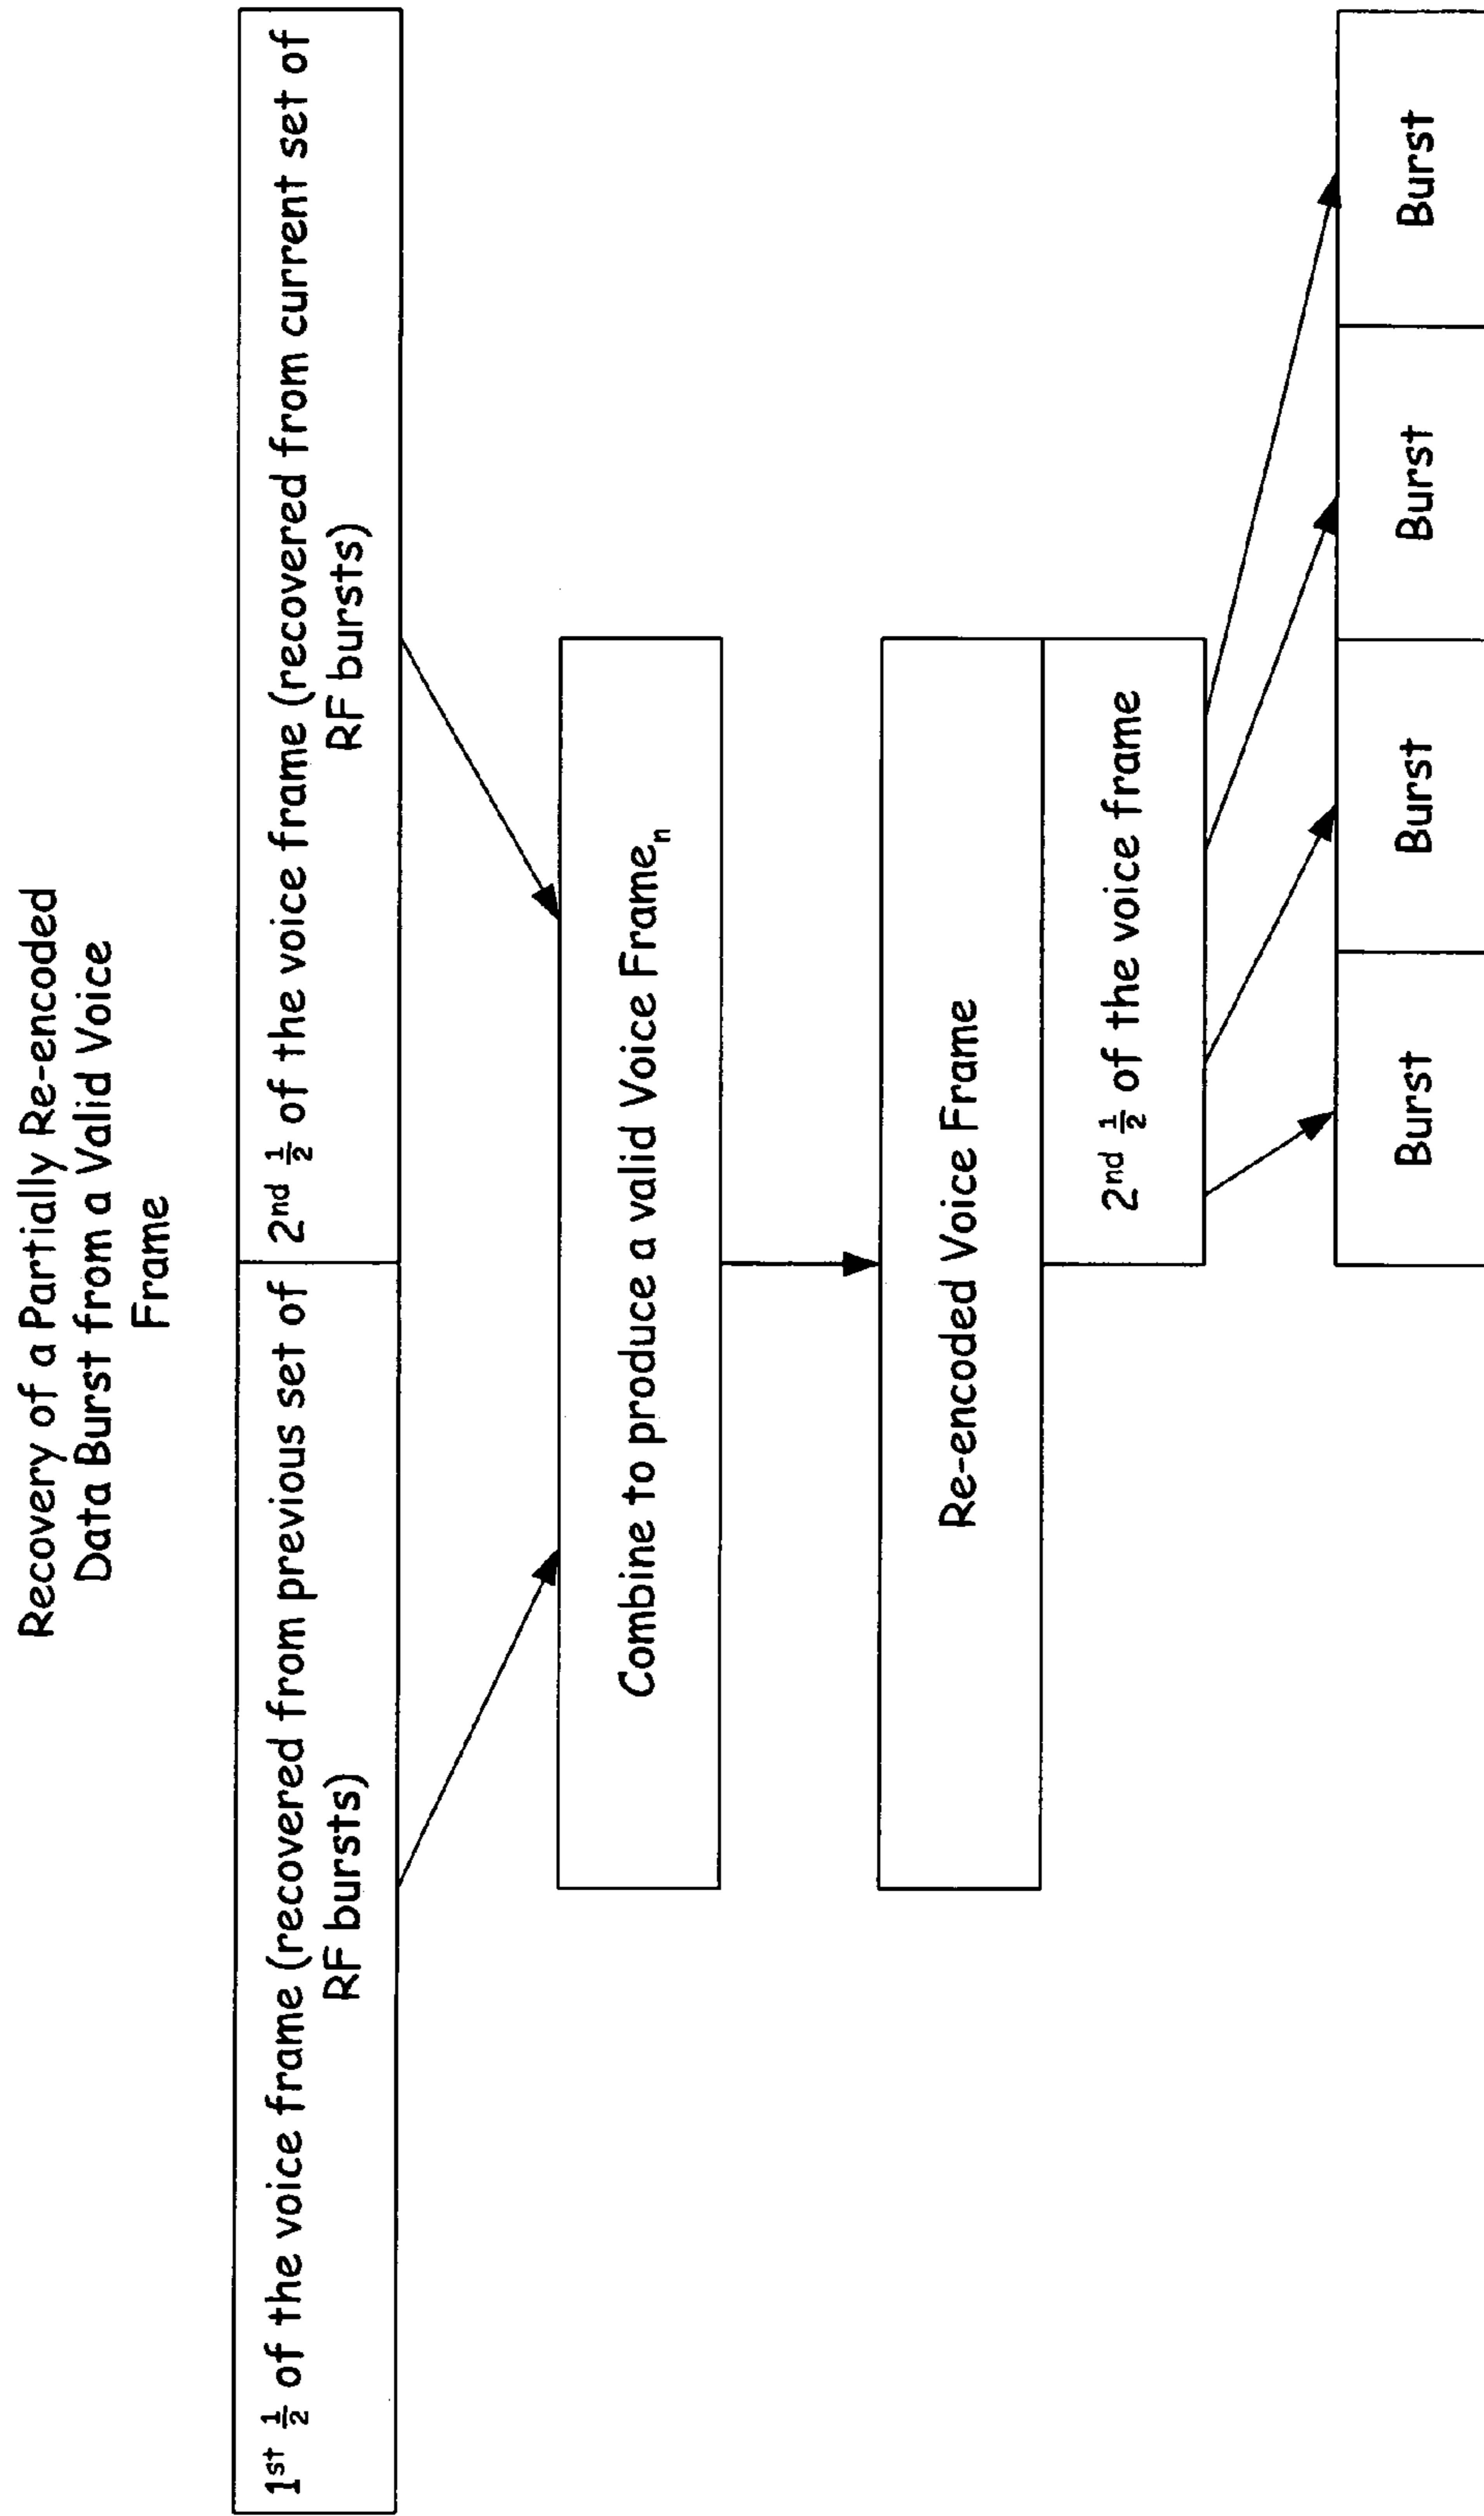 Recovery of a Partially Re-encoded
Data Burst from a Valid Voice
Frame
1st ½ of the voice frame (recovered from previous set of
RF bursts)
2nd ½ of the voice frame (recovered from current set of
RF bursts)
Combine to produce a valid Voice Frameₙ
Re-encoded Voice Frame
2nd ½ of the voice frame
Burst
Burst
Burst
Burst